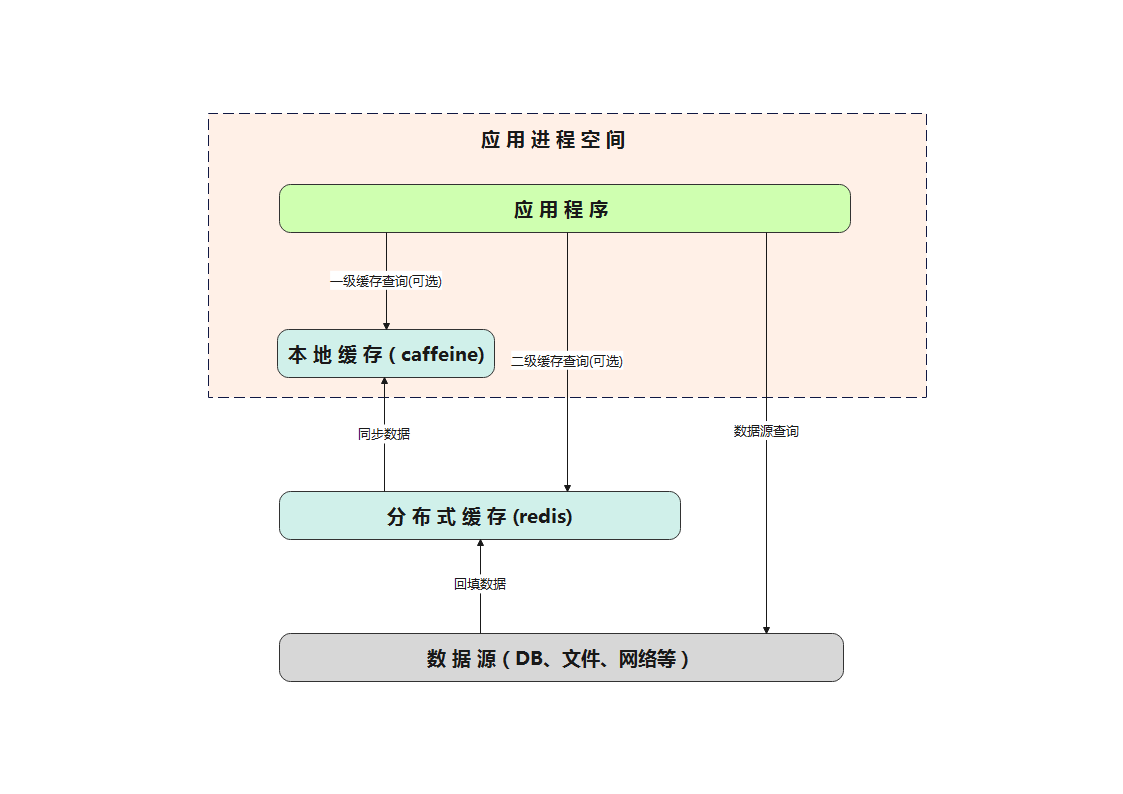 应 用 进 程 空 间
应 用 程 序
一级缓存查询(可选)
本 地 缓 存 ( caffeine)
二级缓存查询(可选)
同步数据
数据源查询
分 布 式 缓 存 (redis)
回填数据
数 据 源 ( DB、文件、网络等 )